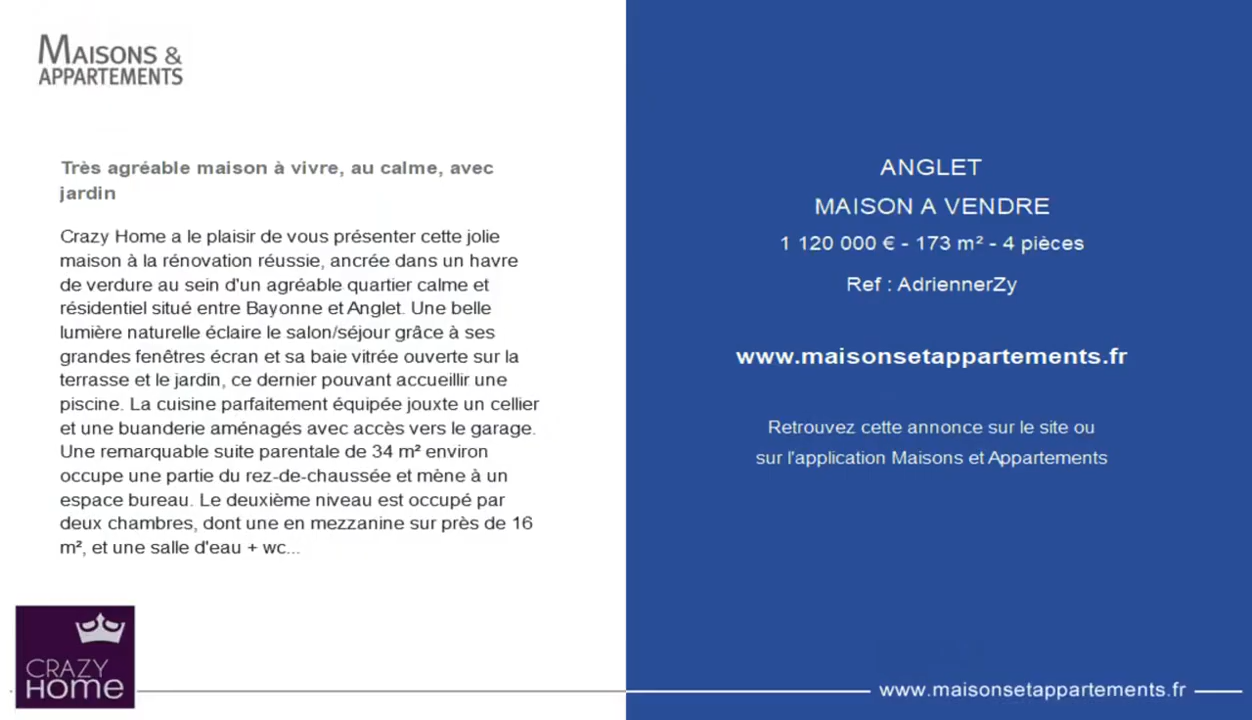 MAISONS &
APPARTEMENTS
Très agréable maison à vivre, au calme, avec
jardin
Crazy Home a le plaisir de vous présenter cette jolie
maison à la rénovation réussie, ancrée dans un havre
de verdure au sein d'un agréable quartier calme et
résidentiel situé entre Bayonne et Anglet. Une belle
lumière naturelle éclaire le salon/séjour grâce à ses
grandes fenêtres écran et sa baie vitrée ouverte sur la
terrasse et le jardin, ce dernier pouvant accueillir une
piscine. La cuisine parfaitement équipée jouxte un cellier
et une buanderie aménagés avec accès vers le garage.
Une remarquable suite parentale de 34 m² environ
occupe une partie du rez-de-chaussée et mène à un
espace bureau. Le deuxième niveau est occupé par
deux chambres, dont une en mezzanine sur près de 16
m², et une salle d'eau + wc...
CRAZY
HOME
ANGLET
MAISON A VENDRE
1 120 000 € - 173 m² - 4 pièces
Ref : AdriennerZy
www.maisonsetappartements.fr
Retrouvez cette annonce sur le site ou
sur l'application Maisons et Appartements
www.maisonsetappartements.fr